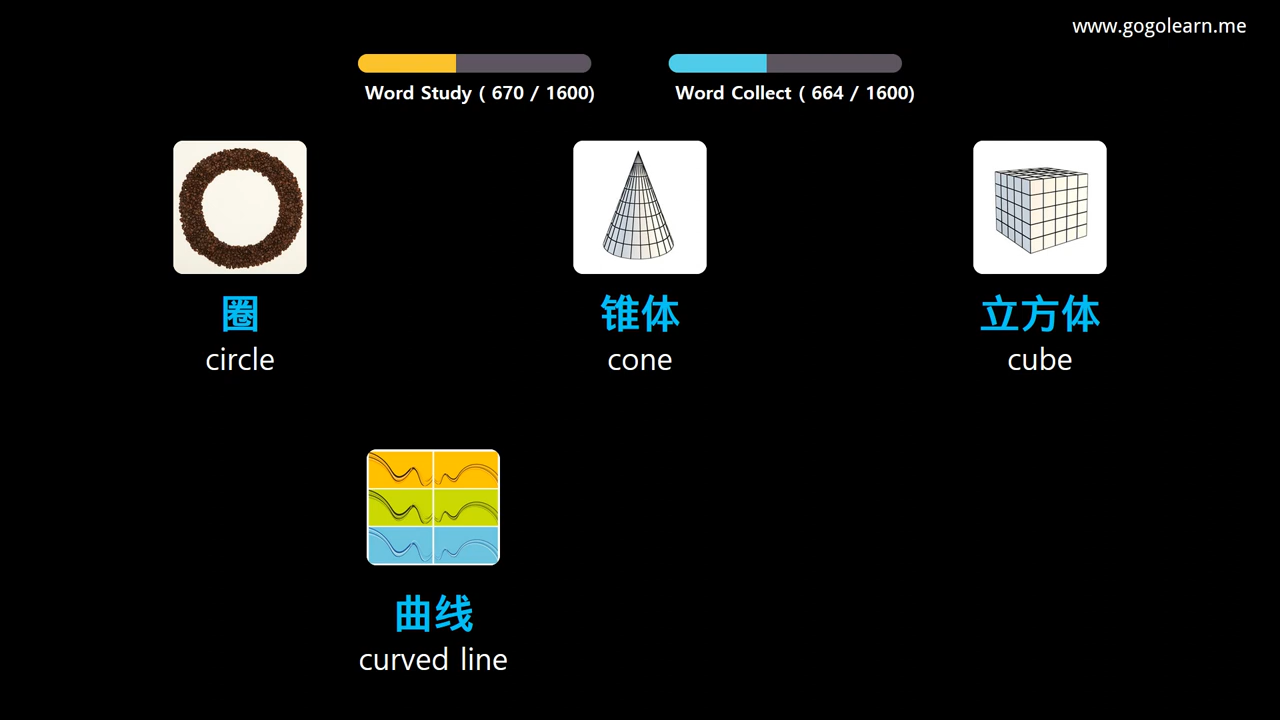 www.gogolearn.me
Word Study ( 670 / 1600)
Word Collect ( 664 / 1600)
圈
circle
锥体
cone
立方体
cube
曲线
curved line